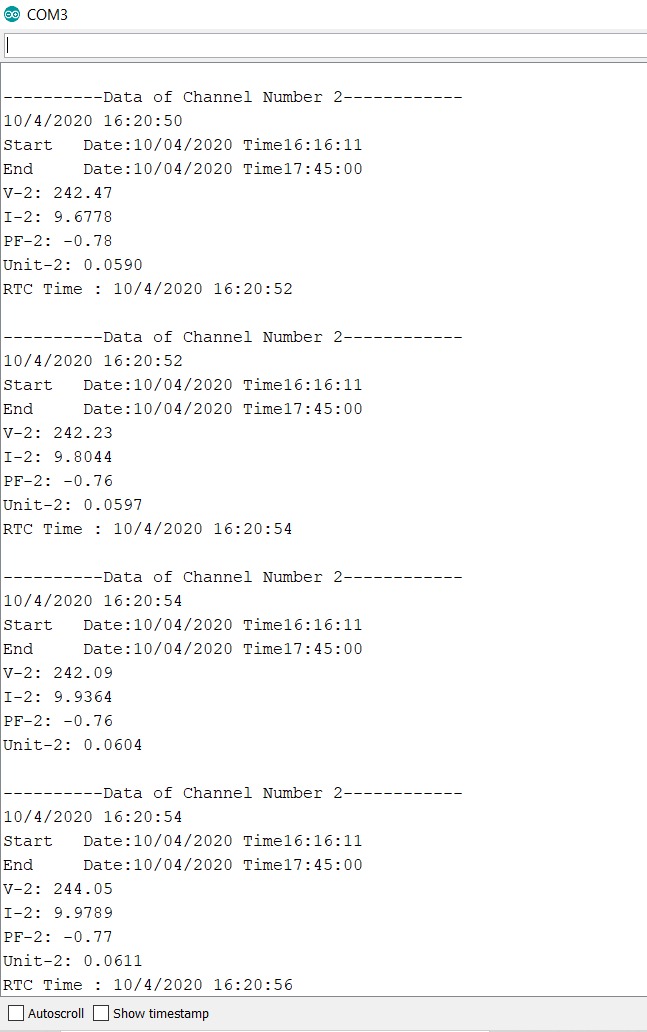 COM3
----------Data of Channel Number 2------------
10/4/2020 16:20:50
Start   Date:10/04/2020 Time16:16:11
End     Date:10/04/2020 Time17:45:00
V-2: 242.47
I-2: 9.6778
PF-2: -0.78
Unit-2: 0.0590
RTC Time : 10/4/2020 16:20:52
----------Data of Channel Number 2------------
10/4/2020 16:20:52
Start   Date:10/04/2020 Time16:16:11
End     Date:10/04/2020 Time17:45:00
V-2: 242.23
I-2: 9.8044
PF-2: -0.76
Unit-2: 0.0597
RTC Time : 10/4/2020 16:20:54
----------Data of Channel Number 2------------
10/4/2020 16:20:54
Start   Date:10/04/2020 Time16:16:11
End     Date:10/04/2020 Time17:45:00
V-2: 242.09
I-2: 9.9364
PF-2: -0.76
Unit-2: 0.0604
----------Data of Channel Number 2------------
10/4/2020 16:20:54
Start   Date:10/04/2020 Time16:16:11
End     Date:10/04/2020 Time17:45:00
V-2: 244.05
I-2: 9.9789
PF-2: -0.77
Unit-2: 0.0611
RTC Time : 10/4/2020 16:20:56
Autoscroll Show timestamp